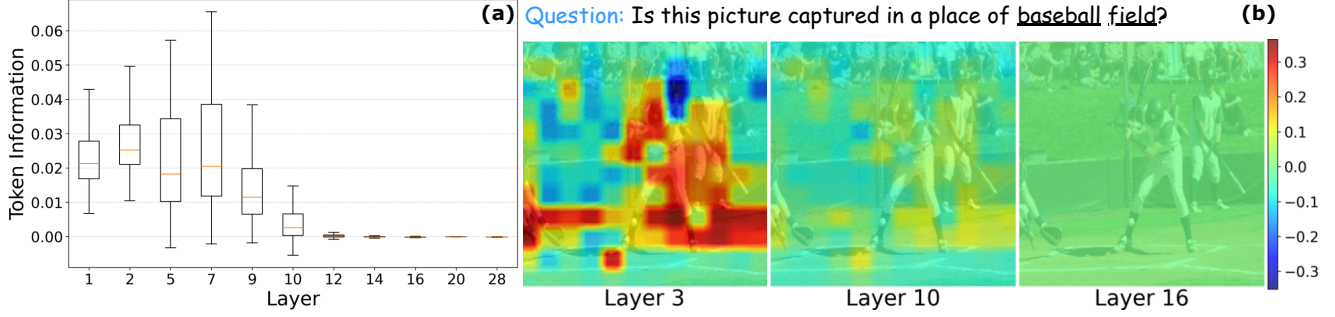 (a)
Token Information
0.06
0.05
0.04
0.03
0.02
0.01
0.00
1 2 5 7 9 10 12 14 16 20 28
Layer
Question: Is this picture captured in a place of baseball field? (b)
Layer 3 Layer 10 Layer 16
0.3
0.2
0.1
0.0
−0.1
−0.2
−0.3